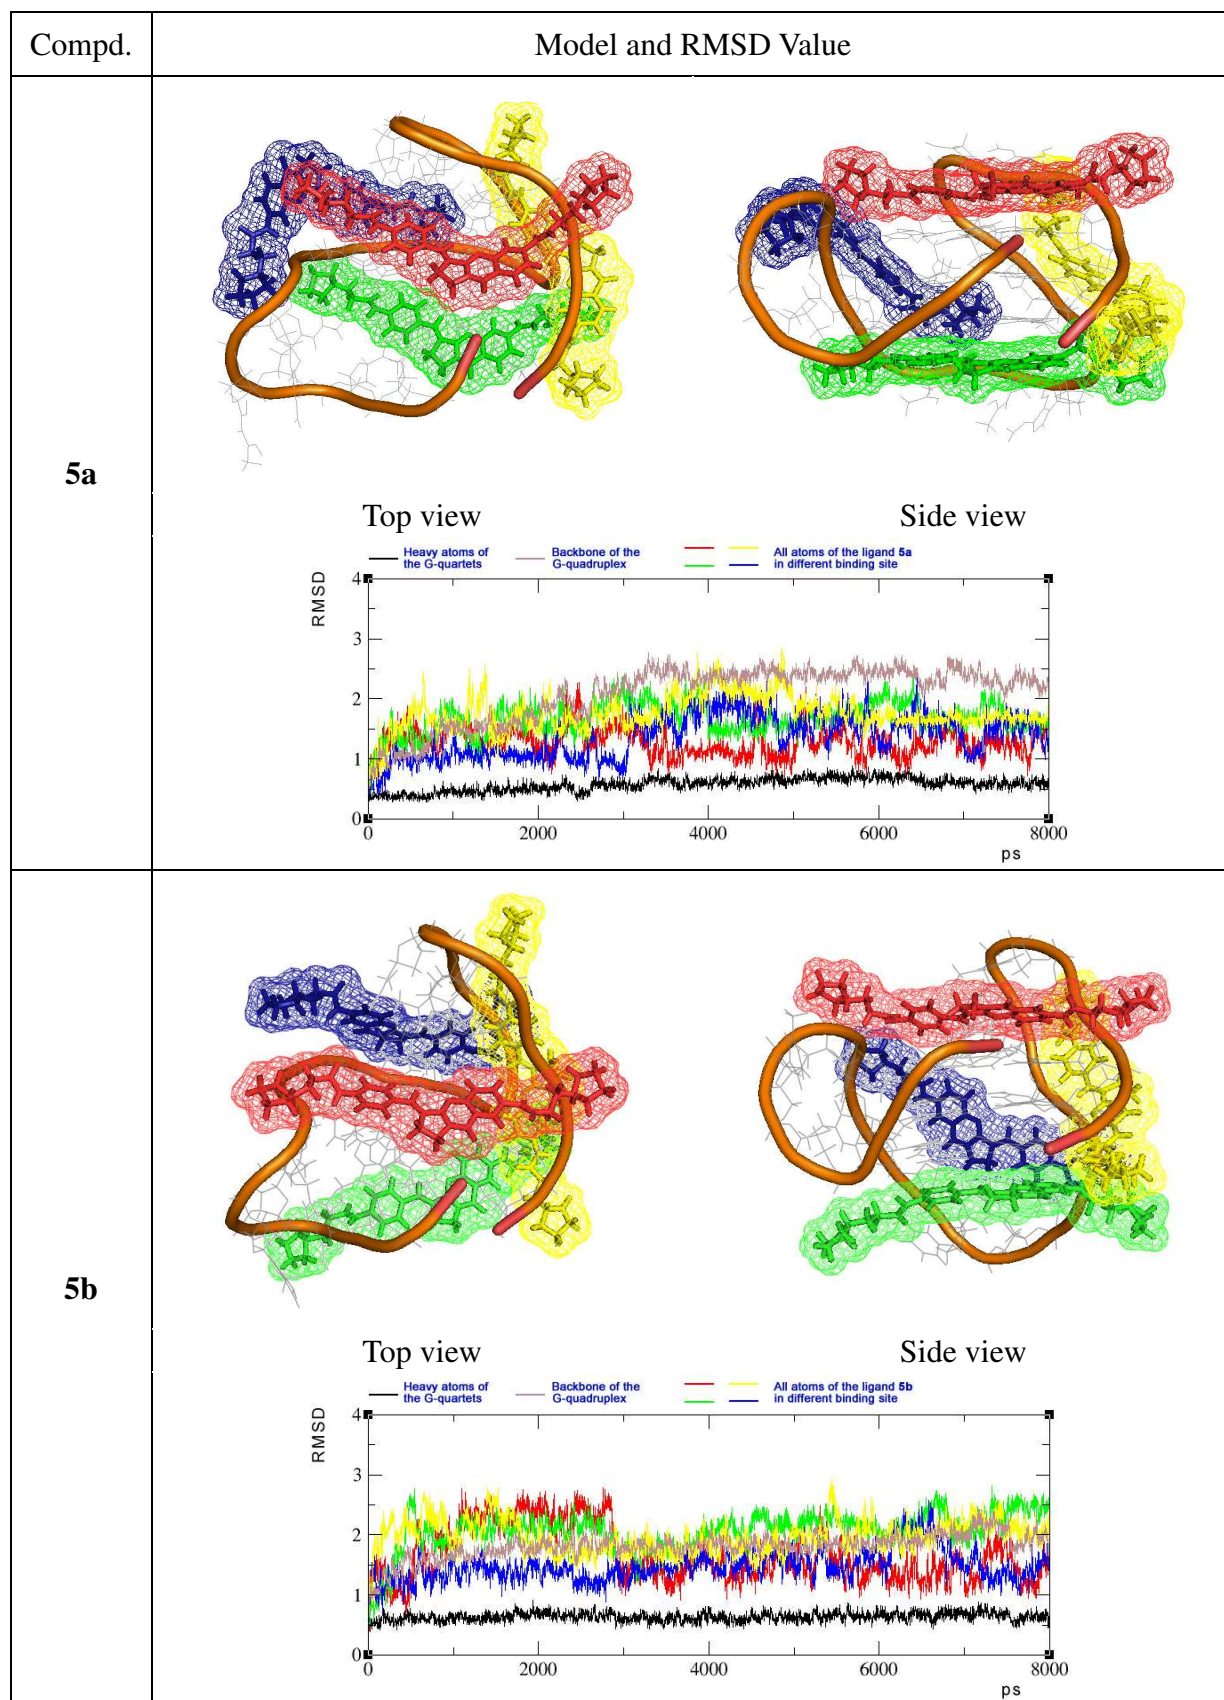 Compd.
Model and RMSD Value
5a
Top view
Side view
Heavy atoms of
the G-quartets
Backbone of the
G-quadruplex
All atoms of the ligand 5a
in different binding site
RMSD
4
3
2
1
0
0 2000 4000 6000 8000
ps
5b
Top view
Side view
Heavy atoms of
the G-quartets
Backbone of the
G-quadruplex
All atoms of the ligand 5b
in different binding site
RMSD
4
3
2
1
0
0 2000 4000 6000 8000
ps